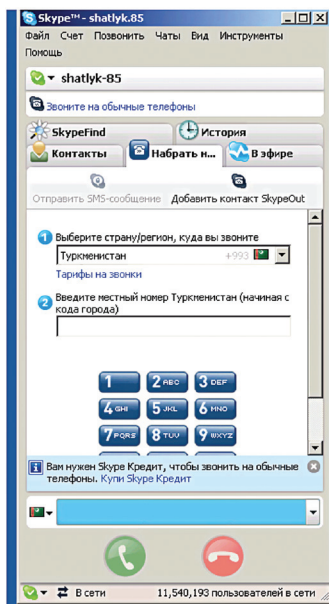 Skype™ - shatlyk.85
Файл Счет Позвонить Чаты Вид Инструменты
Помощь
shatlyk-85
Звоните на обычные телефоны
SkypeFind История
Контакты Набрать н... В эфире
Отправить SMS-сообщение Добавить контакт SkypeOut
1 Выберите страну/регион, куда вы звоните
Туркменистан +993
Тарифы на звонки
2 Введите местный номер Туркменистан (начиная с
кода города)
1 2 ABC 3 DEF
4 GHI 5 JKL 6 MNO
7 PQRS 8 TUV 9 WXYZ
Вам нужен Skype Кредит, чтобы звонить на обычные
телефоны. Купи Skype Кредит
В сети 11,540,193 пользователей в сети